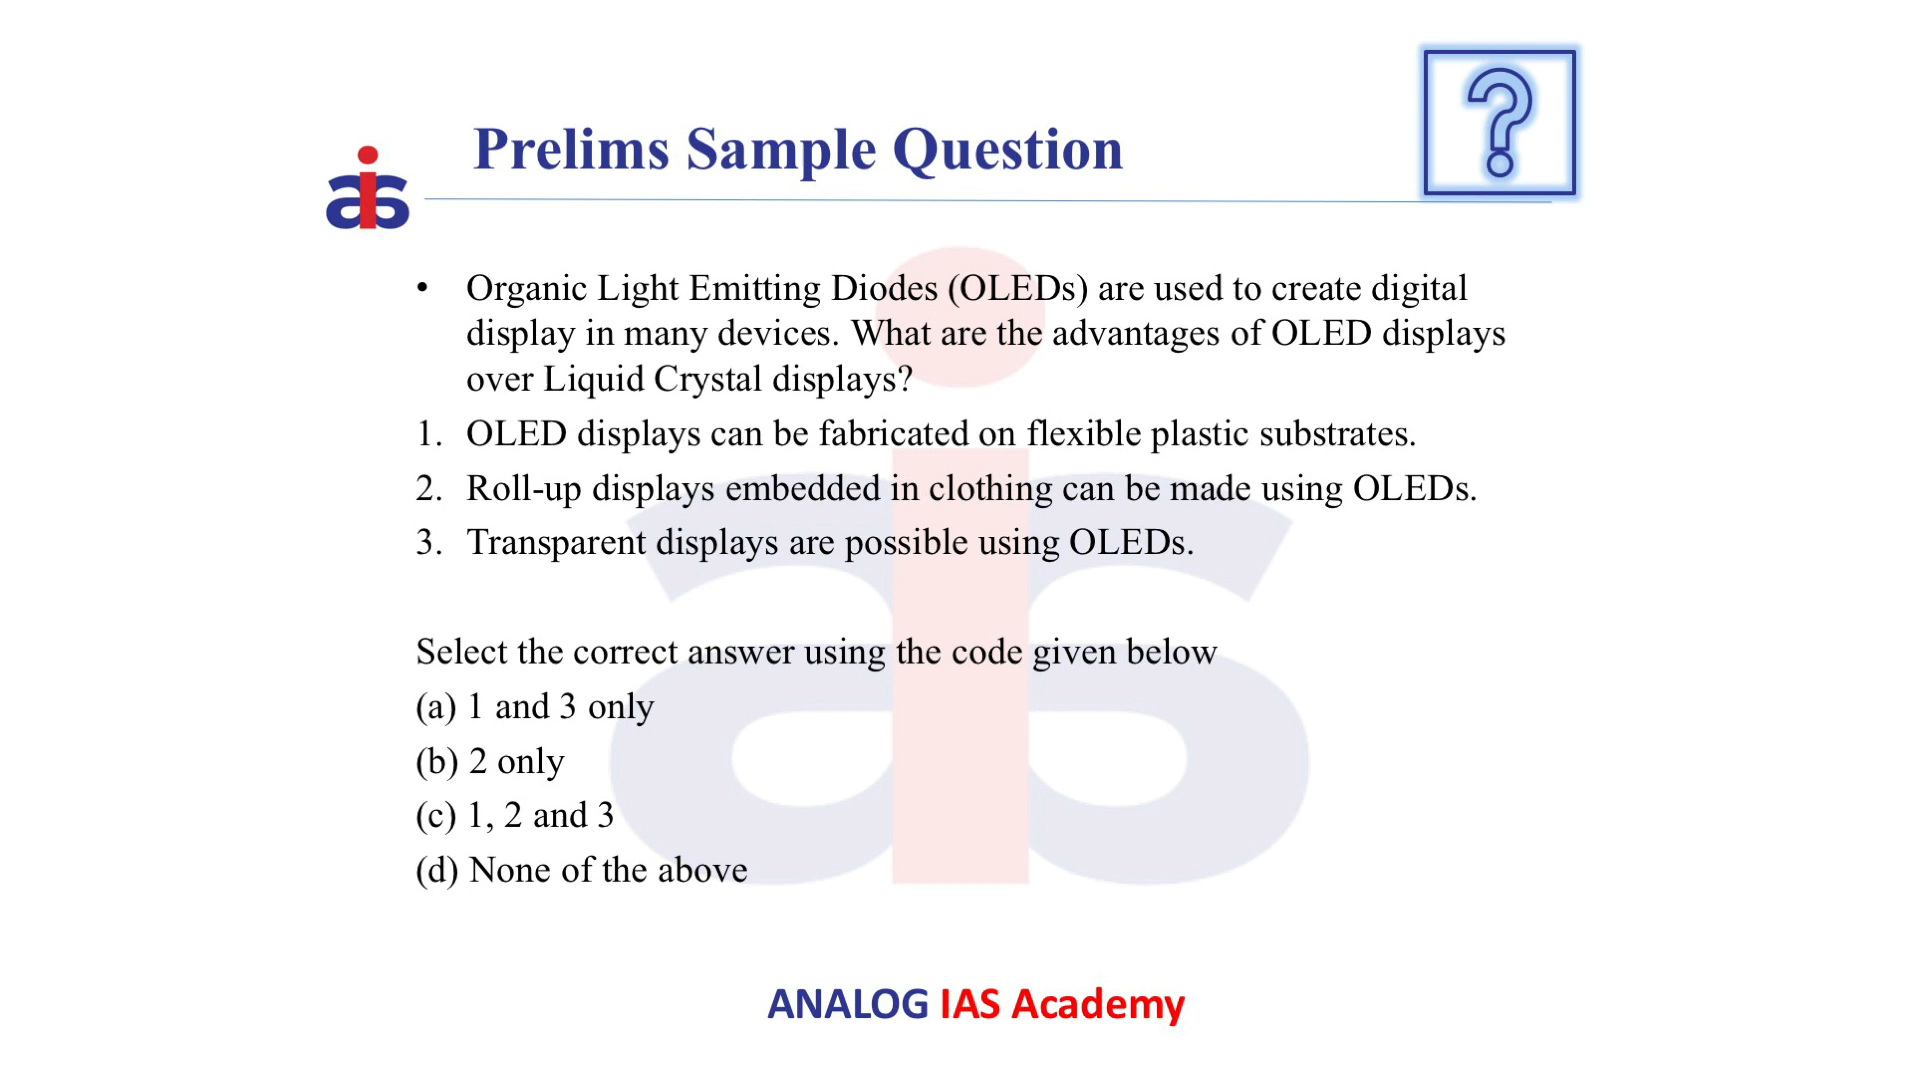 Prelims Sample Question
ais
• Organic Light Emitting Diodes (OLEDs) are used to create digital
display in many devices. What are the advantages of OLED displays
over Liquid Crystal displays?
1. OLED displays can be fabricated on flexible plastic substrates.
2. Roll-up displays embedded in clothing can be made using OLEDs.
3. Transparent displays are possible using OLEDs.
Select the correct answer using the code given below
(a) 1 and 3 only
(b) 2 only
(c) 1, 2 and 3
(d) None of the above
ANALOG IAS Academy